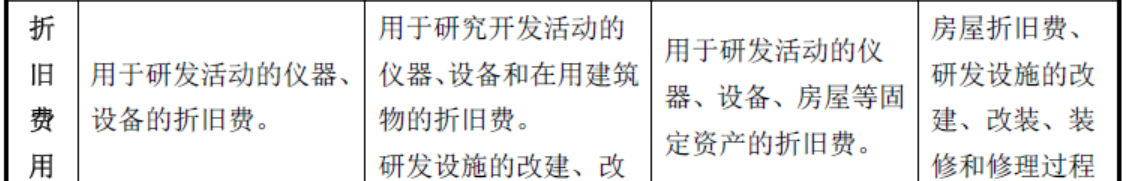 折
旧
费
用
用于研发活动的仪器、
设备的折旧费。
用于研究开发活动的
仪器、设备和在用建筑
物的折旧费。
研发设施的改建、改
用于研发活动的仪
器、设备、房屋等固
定资产的折旧费。
房屋折旧费、
研发设施的改
建、改装、装
修和修理过程